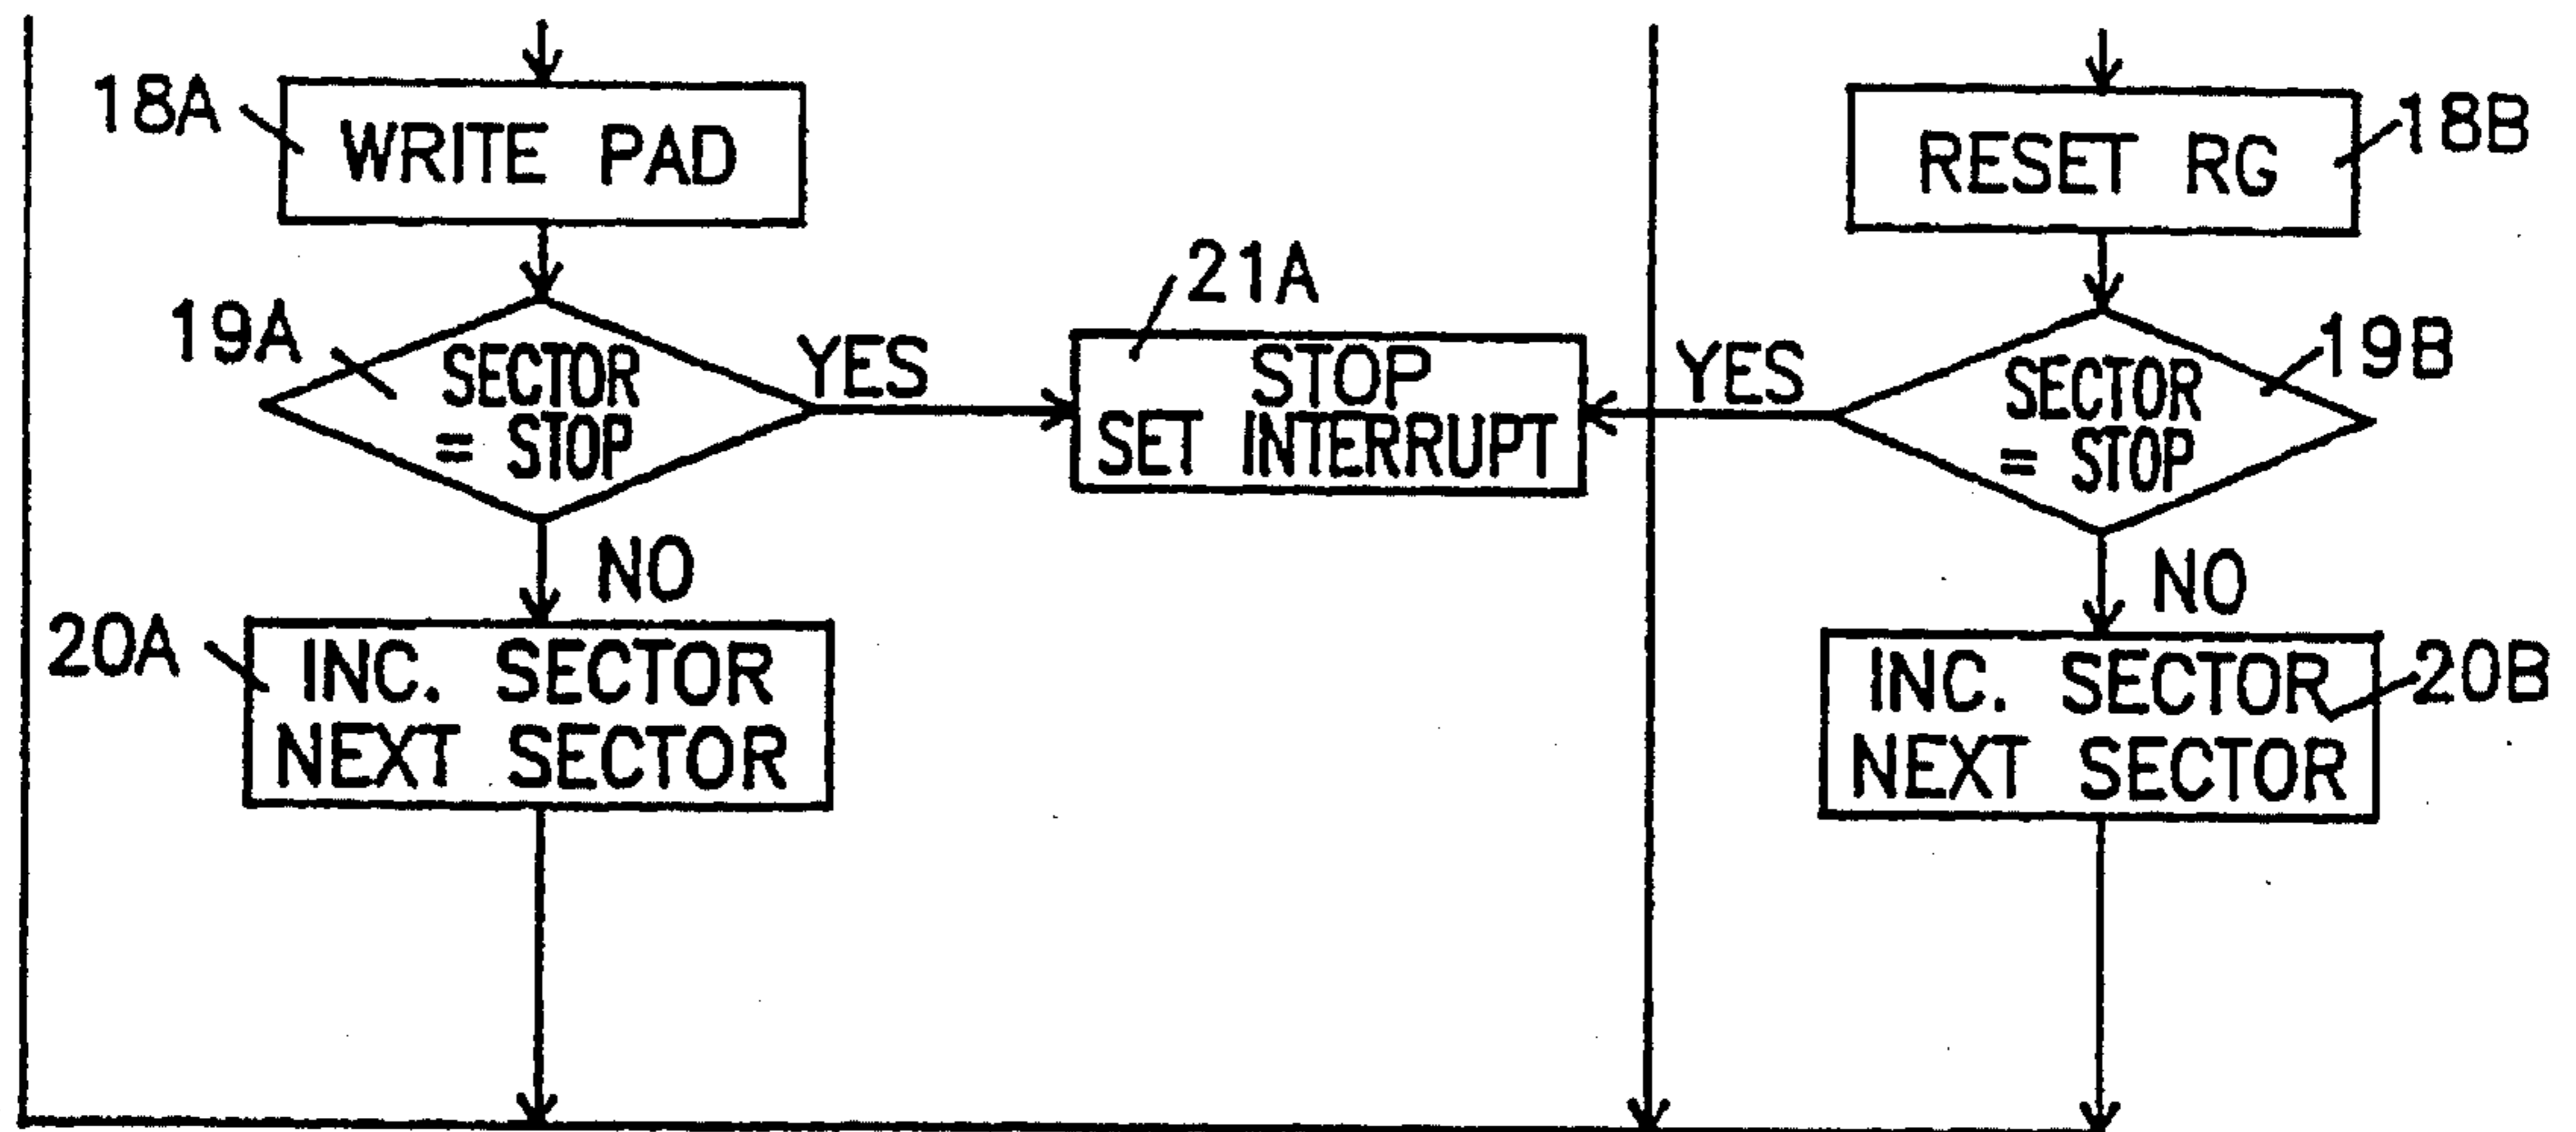 18A
WRITE PAD
RESET RG
18B
19A
SECTOR
= STOP
YES
21A
STOP
SET INTERRUPT
YES
SECTOR
= STOP
19B
NO
NO
20A
INC. SECTOR
NEXT SECTOR
INC. SECTOR
NEXT SECTOR
20B